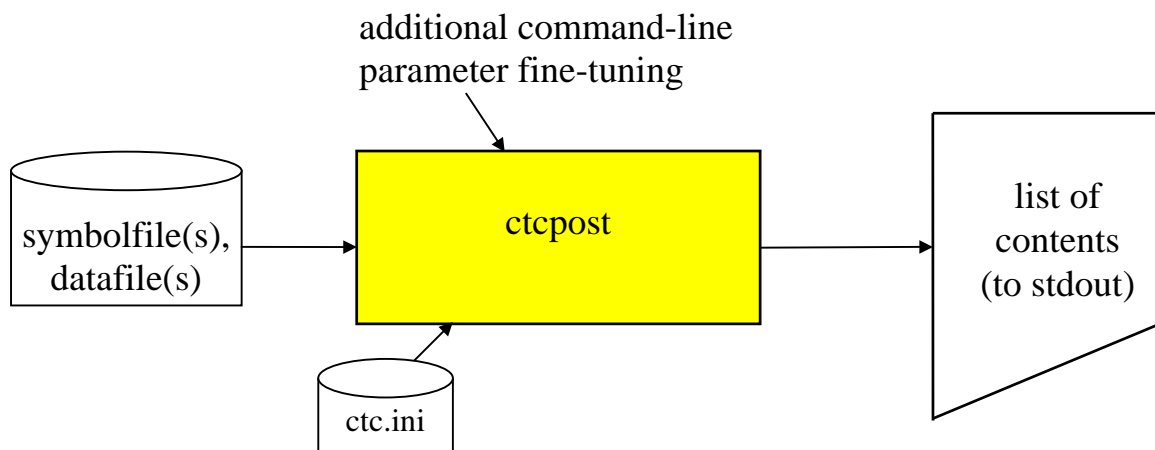 additional command-line
parameter fine-tuning
symbolfile(s),
datafile(s)
ctcpost
list of
contents
(to stdout)
ctc.ini